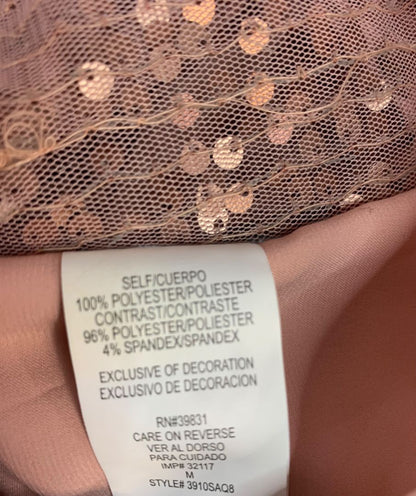 SELF/CUERPO
100% POLYESTER/POLIESTER
CONTRAST/CONTRASTE
96% POLYESTER/POLIESTER
4% SPANDEX/SPANDEX
EXCLUSIVE OF DECORATION
EXCLUSIVO DE DECORATION
RN#39831
CARE ON REVERSE
VER AL DORSO
PARA CUIDADO
IMP# 32117
M
STYLE#3910SAQ8